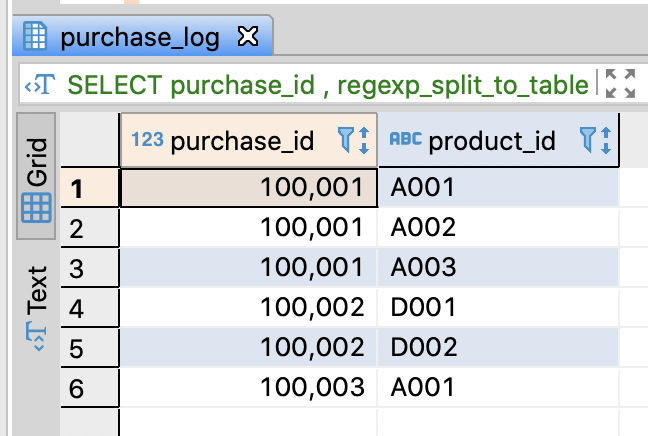 purchase_log
SELECT purchase_id , regexp_split_to_table
Grid
Text
123 purchase_id ABC product_id
1 100,001 A001
2 100,001 A002
3 100,001 A003
4 100,002 D001
5 100,002 D002
6 100,003 A001